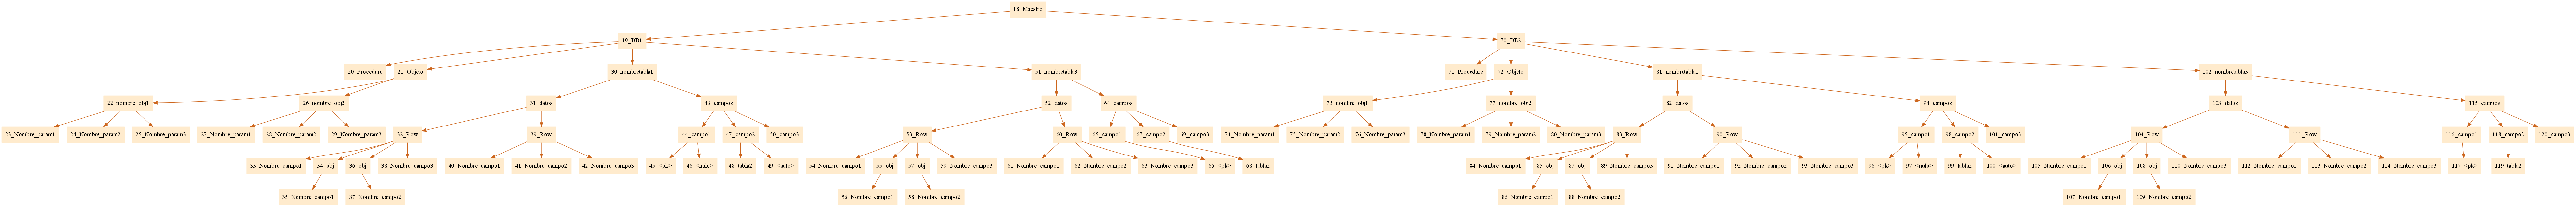 18_Maestro
19_DB1
70_DB2
20_Procedure
21_Objeto
30_nombretabla1
51_nombretabla3
71_Procedure
72_Objeto
81_nombretabla1
102_nombretabla3
22_nombre_obj1
26_nombre_obj2
31_datos
43_campos
52_datos
64_campos
73_nombre_obj1
77_nombre_obj2
82_datos
94_campos
103_datos
115_campos
23_Nombre_param1
24_Nombre_param2
25_Nombre_param3
27_Nombre_param1
28_Nombre_param2
29_Nombre_param3
32_Row
39_Row
44_campo1
47_campo2
50_campo3
53_Row
60_Row
65_campo1
67_campo2
69_campo3
74_Nombre_param1
75_Nombre_param2
76_Nombre_param3
78_Nombre_param1
79_Nombre_param2
80_Nombre_param3
83_Row
90_Row
95_campo1
98_campo2
101_campo3
104_Row
111_Row
116_campo1
118_campo2
120_campo3
33_Nombre_campo1
34_obj
36_obj
38_Nombre_campo3
40_Nombre_campo1
41_Nombre_campo2
42_Nombre_campo3
45_<pk>
46_<auto>
48_tabla2
49_<auto>
54_Nombre_campo1
55_obj
57_obj
59_Nombre_campo3
61_Nombre_campo1
62_Nombre_campo2
63_Nombre_campo3
66_<pk>
68_tabla2
84_Nombre_campo1
85_obj
87_obj
89_Nombre_campo3
91_Nombre_campo1
92_Nombre_campo2
93_Nombre_campo3
96_<pk>
97_<auto>
99_tabla2
100_<auto>
105_Nombre_campo1
106_obj
108_obj
110_Nombre_campo3
112_Nombre_campo1
113_Nombre_campo2
114_Nombre_campo3
117_<pk>
119_tabla2
35_Nombre_campo1
37_Nombre_campo2
56_Nombre_campo1
58_Nombre_campo2
86_Nombre_campo1
88_Nombre_campo2
107_Nombre_campo1
109_Nombre_campo2